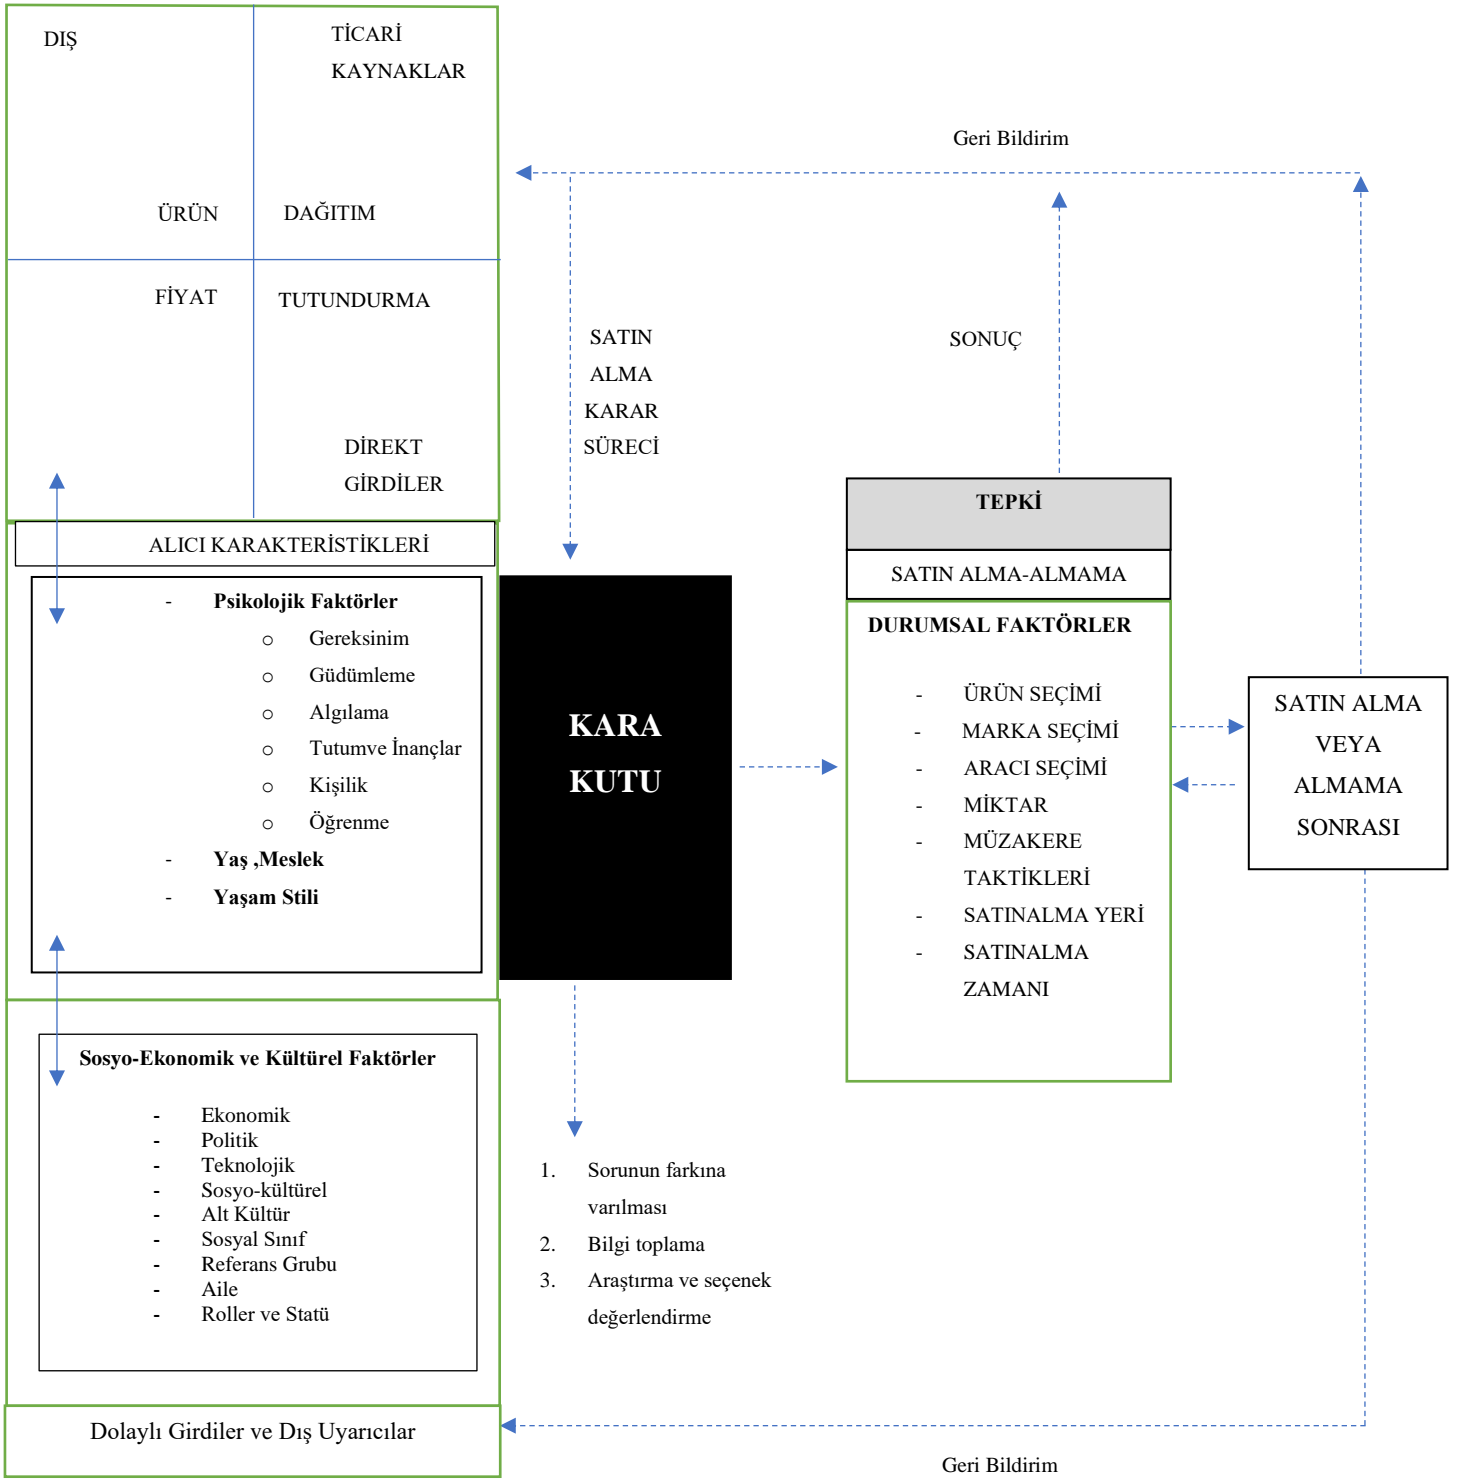 DIŞ
TİCARİ
KAYNAKLAR
ÜRÜN
DAĞITIM
FİYAT
TUTUNDURMA
DİREKT
GİRDİLER
ALICI KARAKTERİSTİKLERİ
- Psikolojik Faktörler
o Gereksinim
o Güdümleme
o Algılama
o Tutumve İnançlar
o Kişilik
o Öğrenme
- Yaş ,Meslek
- Yaşam Stili
Sosyo-Ekonomik ve Kültürel Faktörler
- Ekonomik
- Politik
- Teknolojik
- Sosyo-kültürel
- Alt Kültür
- Sosyal Sınıf
- Referans Grubu
- Aile
- Roller ve Statü
Dolaylı Girdiler ve Dış Uyarıcılar
Geri Bildirim
SATIN
ALMA
KARAR
SÜRECİ
KARA
KUTU
1. Sorunun farkına
varılması
2. Bilgi toplama
3. Araştırma ve seçenek
değerlendirme
SONUÇ
TEPKİ
SATIN ALMA-ALMAMA
DURUMSAL FAKTÖRLER
- ÜRÜN SEÇİMİ
- MARKA SEÇİMİ
- ARACI SEÇİMİ
- MİKTAR
- MÜZAKERE
TAKTİKLERİ
- SATINALMA YERİ
- SATINALMA
ZAMANI
SATIN ALMA
VEYA
ALMAMA
SONRASI
Geri Bildirim